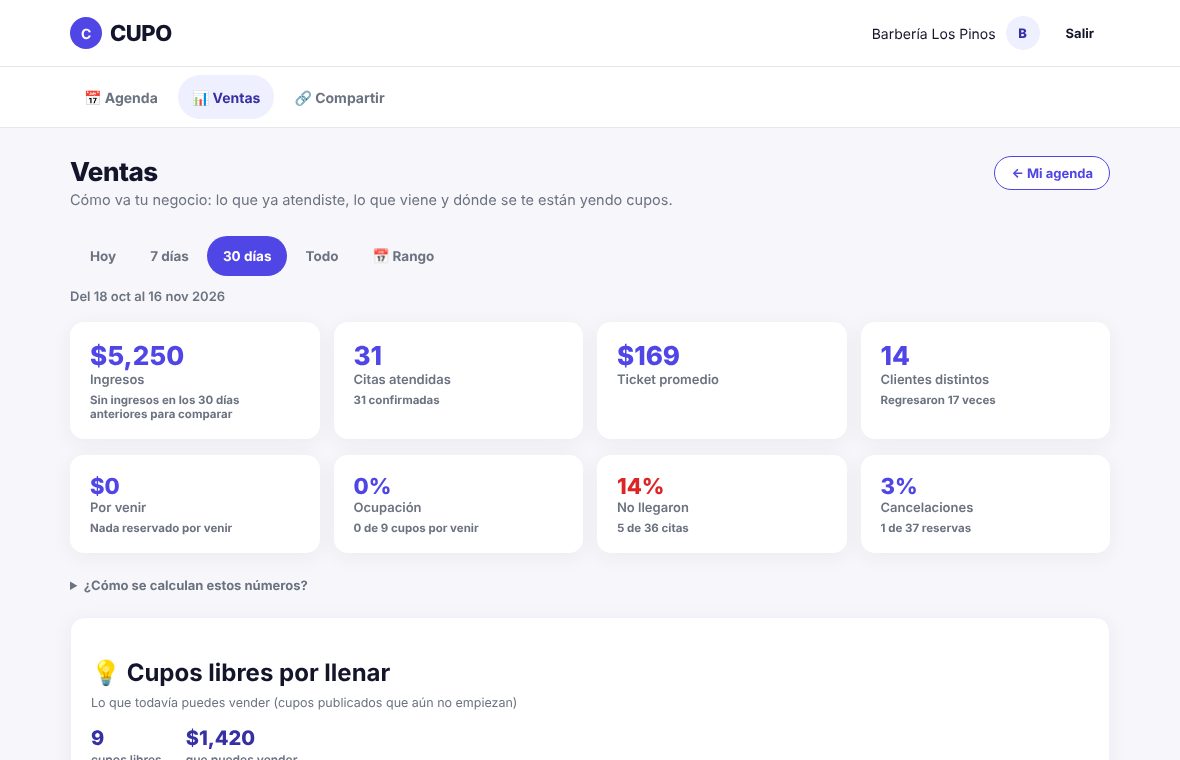 C CUPO
Barbería Los Pinos B Salir
📅 Agenda 📊 Ventas 🔗 Compartir
Ventas
← Mi agenda
Cómo va tu negocio: lo que ya atendiste, lo que viene y dónde se te están yendo cupos.
Hoy 7 días 30 días Todo 📅 Rango
Del 18 oct al 16 nov 2026
$5,250
Ingresos
Sin ingresos en los 30 días
anteriores para comparar
31
Citas atendidas
31 confirmadas
$169
Ticket promedio
14
Clientes distintos
Regresaron 17 veces
$0
Por venir
Nada reservado por venir
0%
Ocupación
0 de 9 cupos por venir
14%
No llegaron
5 de 36 citas
3%
Cancelaciones
1 de 37 reservas
▶ ¿Cómo se calculan estos números?
💡 Cupos libres por llenar
Lo que todavía puedes vender (cupos publicados que aún no empiezan)
9
cupos libres
$1,420
que puedes vender